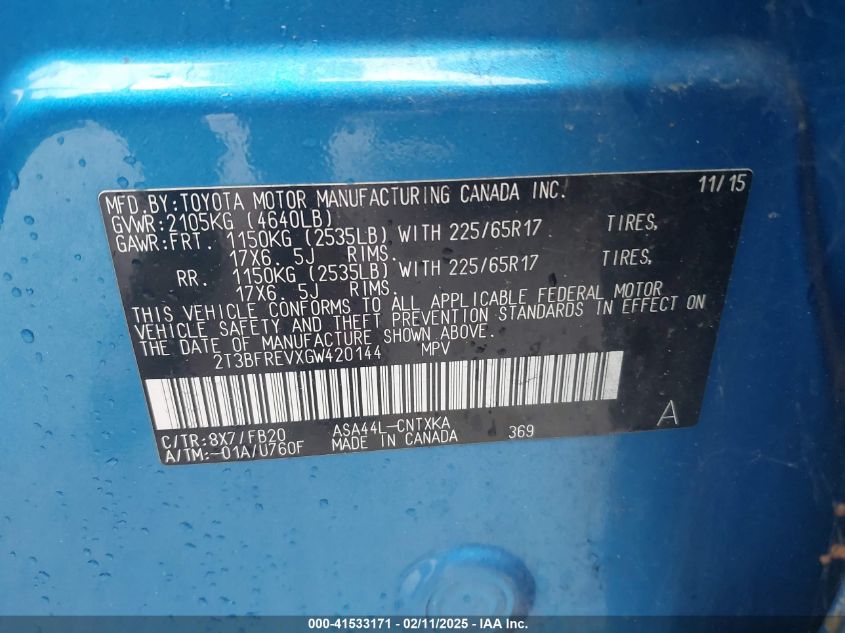 MFD. BY:TOYOTA MOTOR MANUFACTURING CANADA INC. 11/15
GVWR:2105KG (4640LB)
GAWR:FRT. 1150KG (2535LB) WITH 225/65R17 TIRES,
17X6. 5J RIMS.
RR. 1150KG (2535LB) WITH 225/65R17 TIRES,
17X6. 5J RIMS.
THIS VEHICLE CONFORMS TO ALL APPLICABLE FEDERAL MOTOR
VEHICLE SAFETY AND THEFT PREVENTION STANDARDS IN EFFECT ON
THE DATE OF MANUFACTURE SHOWN ABOVE.
2T3BFREVXGW420144 MPV
C/TR:8X7/FB20 ASA44L-CNTXKA A
A/TM:-01A/U760F MADE IN CANADA 369
000-41533171 - 02/11/2025 - IAA Inc.